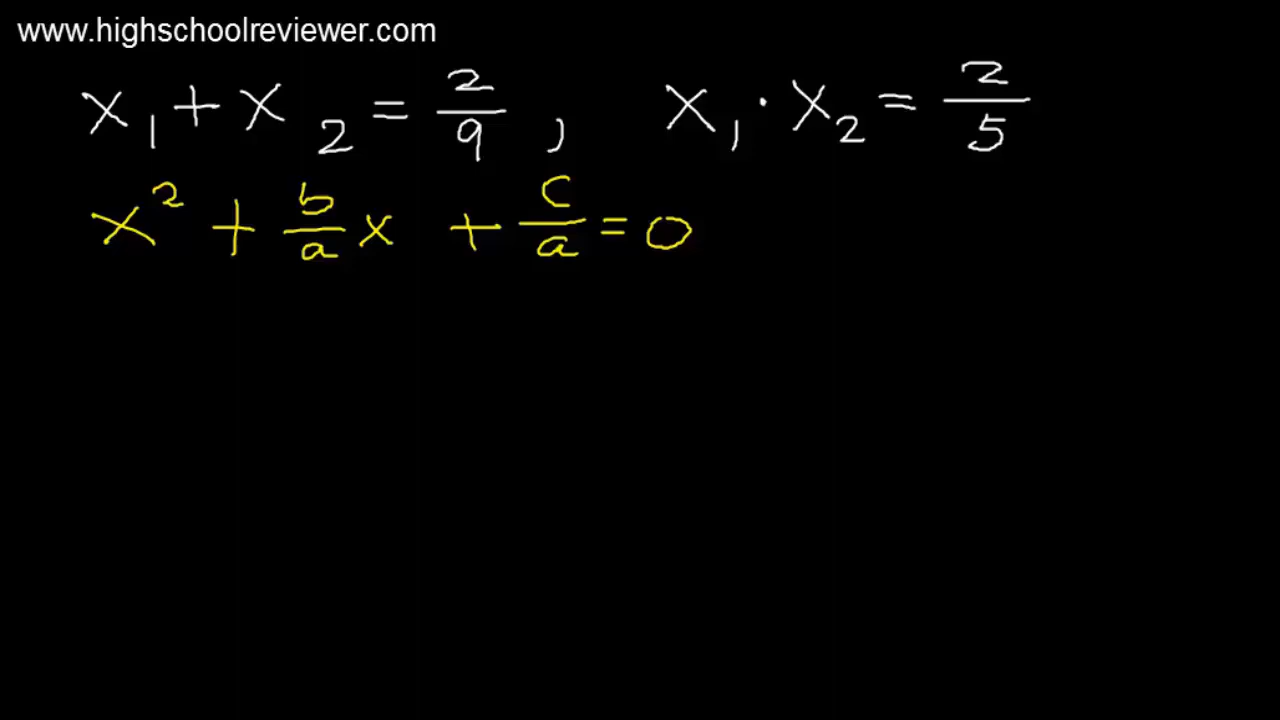 www.highschoolreviewer.com
x₁ + x₂ = 2/9 , x₁ · x₂ = 2/5
x² + b/a x + c/a = 0